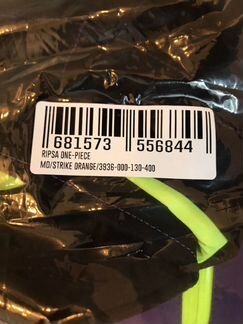 681573 556844
RIPSA ONE-PIECE
MD/STRIKE ORANGE/3936-000-130-400